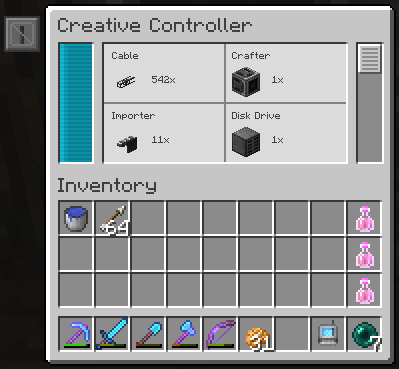 Creative Controller
Cable Crafter
542x 1x
Importer Disk Drive
11x 1x
Inventory
64
31 7